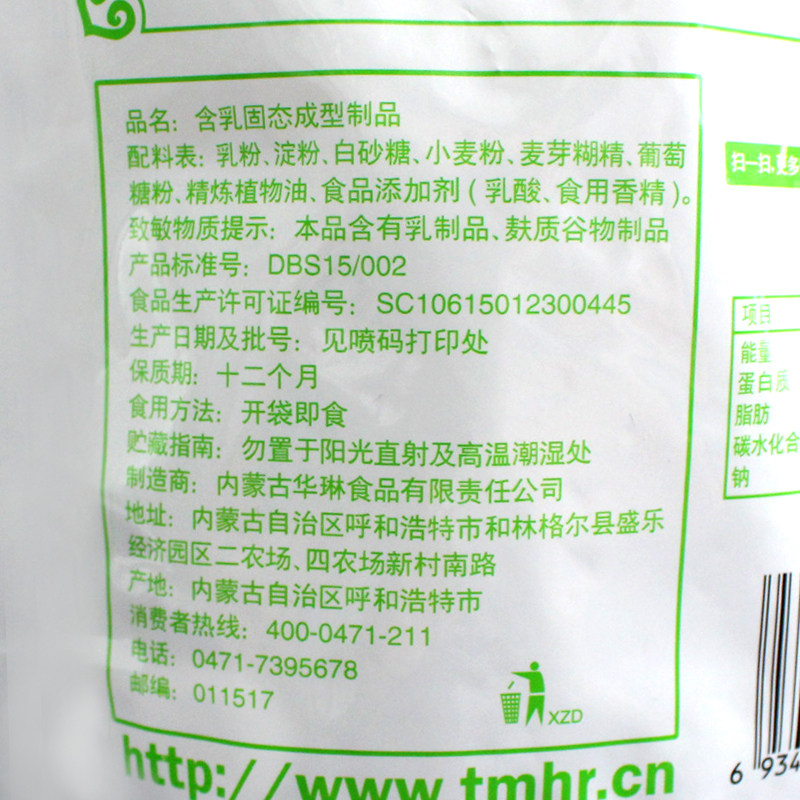 品名：含乳固态成型制品
配料表：乳粉、淀粉、白砂糖、小麦粉、麦芽糊精、葡萄
糖粉、精炼植物油、食品添加剂（乳酸、食用香精）。
致敏物质提示：本品含有乳制品、麸质谷物制品
产品标准号：DBS15/002
食品生产许可证编号：SC10615012300445
生产日期及批号：见喷码打印处
保质期：十二个月
食用方法：开袋即食
贮藏指南：勿置于阳光直射及高温潮湿处
制造商：内蒙古华琳食品有限责任公司
地址：内蒙古自治区呼和浩特市和林格尔县盛乐
经济园区二农场、四农场新村南路
产地：内蒙古自治区呼和浩特市
消费者热线：400-0471-211
电话：0471-7395678
邮编：011517
XZD
http://www.tmhr.cn
扫一扫,更多
项目
能量
蛋白质
脂肪
碳水化合
钠
6 934